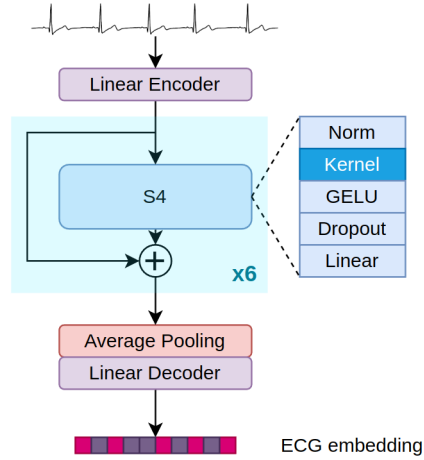 Linear Encoder
S4
x6
Norm
Kernel
GELU
Dropout
Linear
Average Pooling
Linear Decoder
ECG embedding